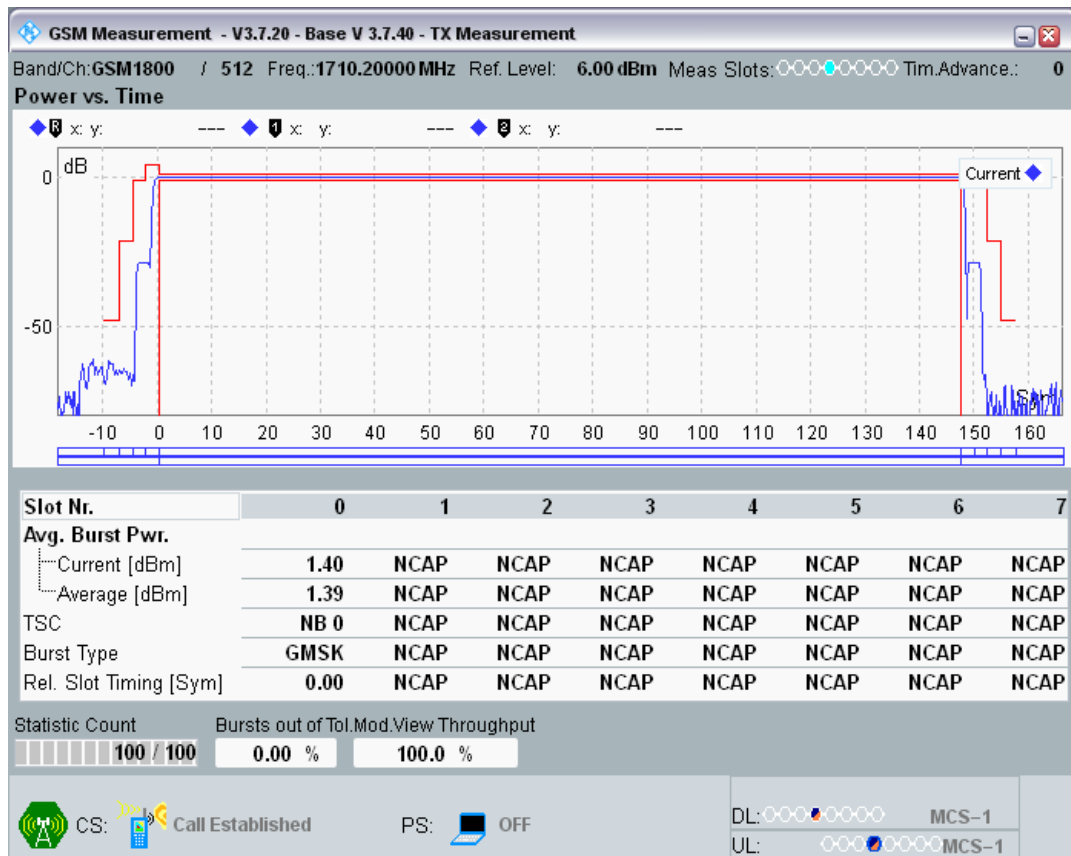 GSM Measurement - V3.7.20 - Base V 3.7.40 - TX Measurement
Band/Ch:GSM1800 / 512 Freq.:1710.20000 MHz Ref. Level: 6.00 dBm Meas Slots: Tim.Advance.: 0
Power vs. Time
R x: y: --- 1 x: y: --- 2 x: y: ---
dB
Current
0
-50
Sym
-10 0 10 20 30 40 50 60 70 80 90 100 110 120 130 140 150 160
Slot Nr. 0 1 2 3 4 5 6 7
Avg. Burst Pwr.
Current [dBm] 1.40 NCAP NCAP NCAP NCAP NCAP NCAP NCAP
Average [dBm] 1.39 NCAP NCAP NCAP NCAP NCAP NCAP NCAP
TSC NB 0 NCAP NCAP NCAP NCAP NCAP NCAP NCAP
Burst Type GMSK NCAP NCAP NCAP NCAP NCAP NCAP NCAP
Rel. Slot Timing [Sym] 0.00 NCAP NCAP NCAP NCAP NCAP NCAP NCAP
Statistic Count Bursts out of Tol.Mod.View Throughput
100 / 100 0.00 % 100.0 %
CS: Call Established PS: OFF
DL: MCS-1
UL: MCS-1